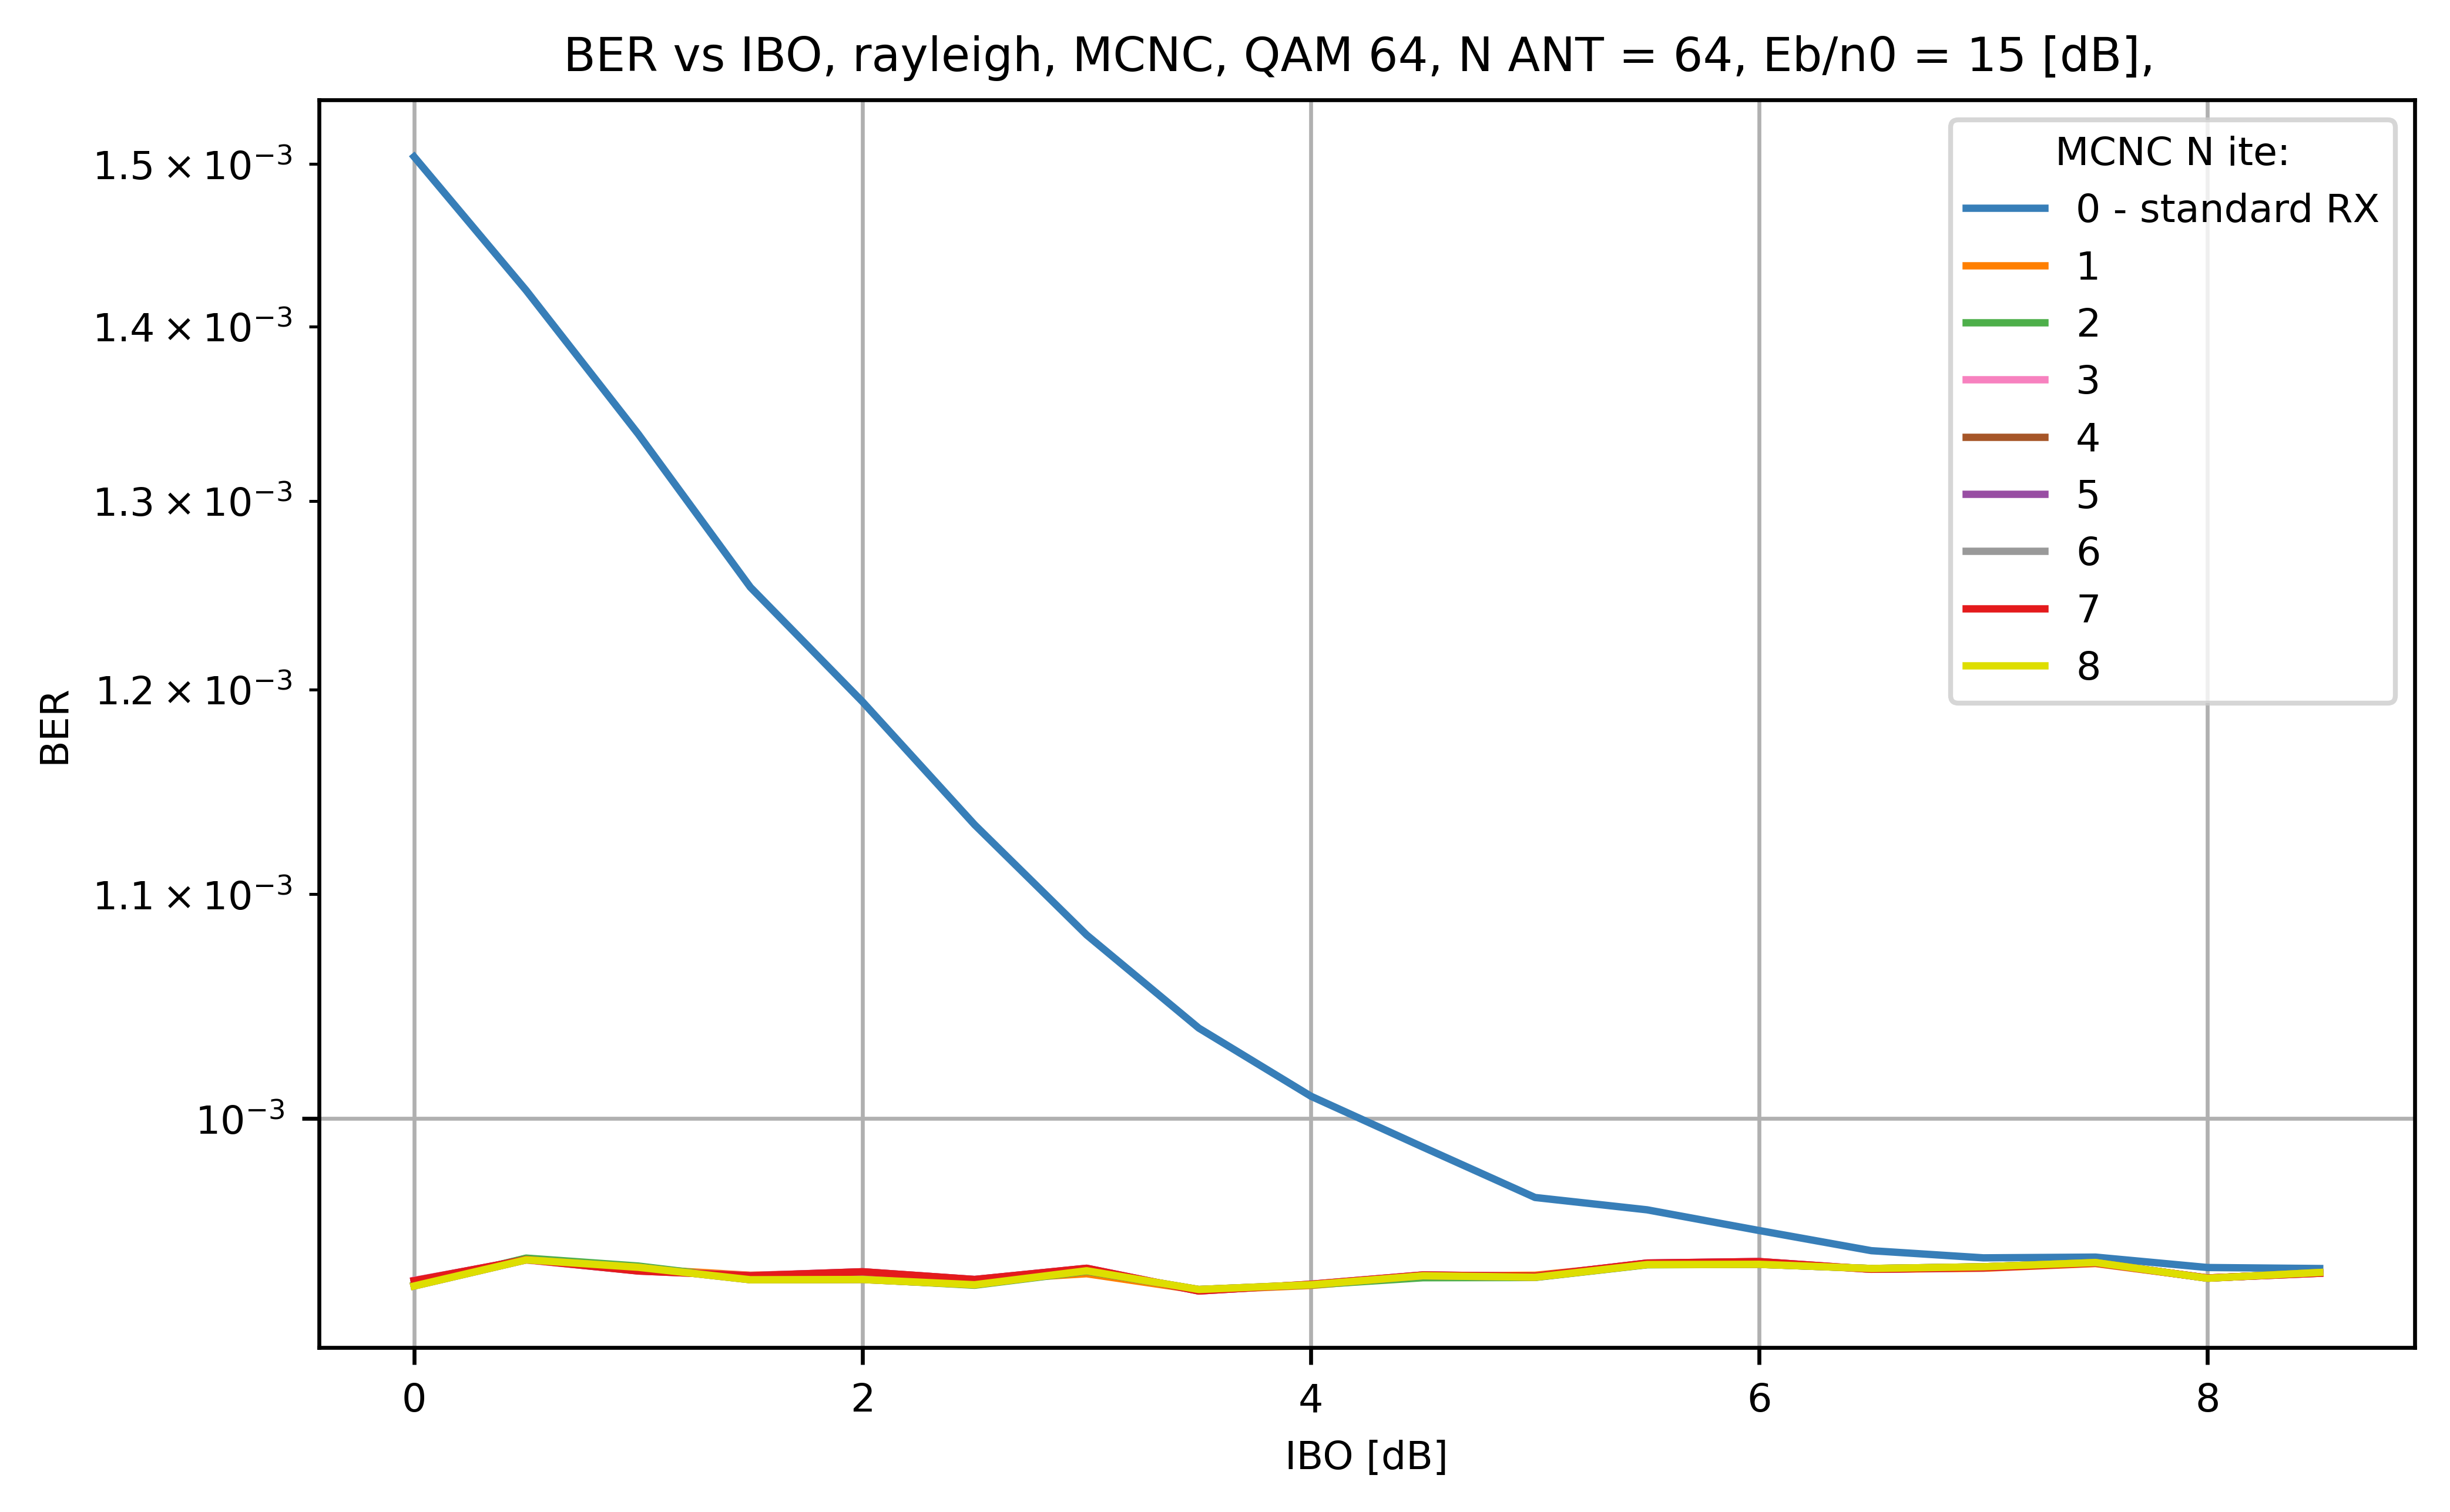 BER vs IBO, rayleigh, MCNC, QAM 64, N ANT = 64, Eb/n0 = 15 [dB],
1.5 × 10⁻³
1.4 × 10⁻³
1.3 × 10⁻³
1.2 × 10⁻³
1.1 × 10⁻³
10⁻³
BER
MCNC N ite:
0 - standard RX
1
2
3
4
5
6
7
8
0 2 4 6 8
IBO [dB]